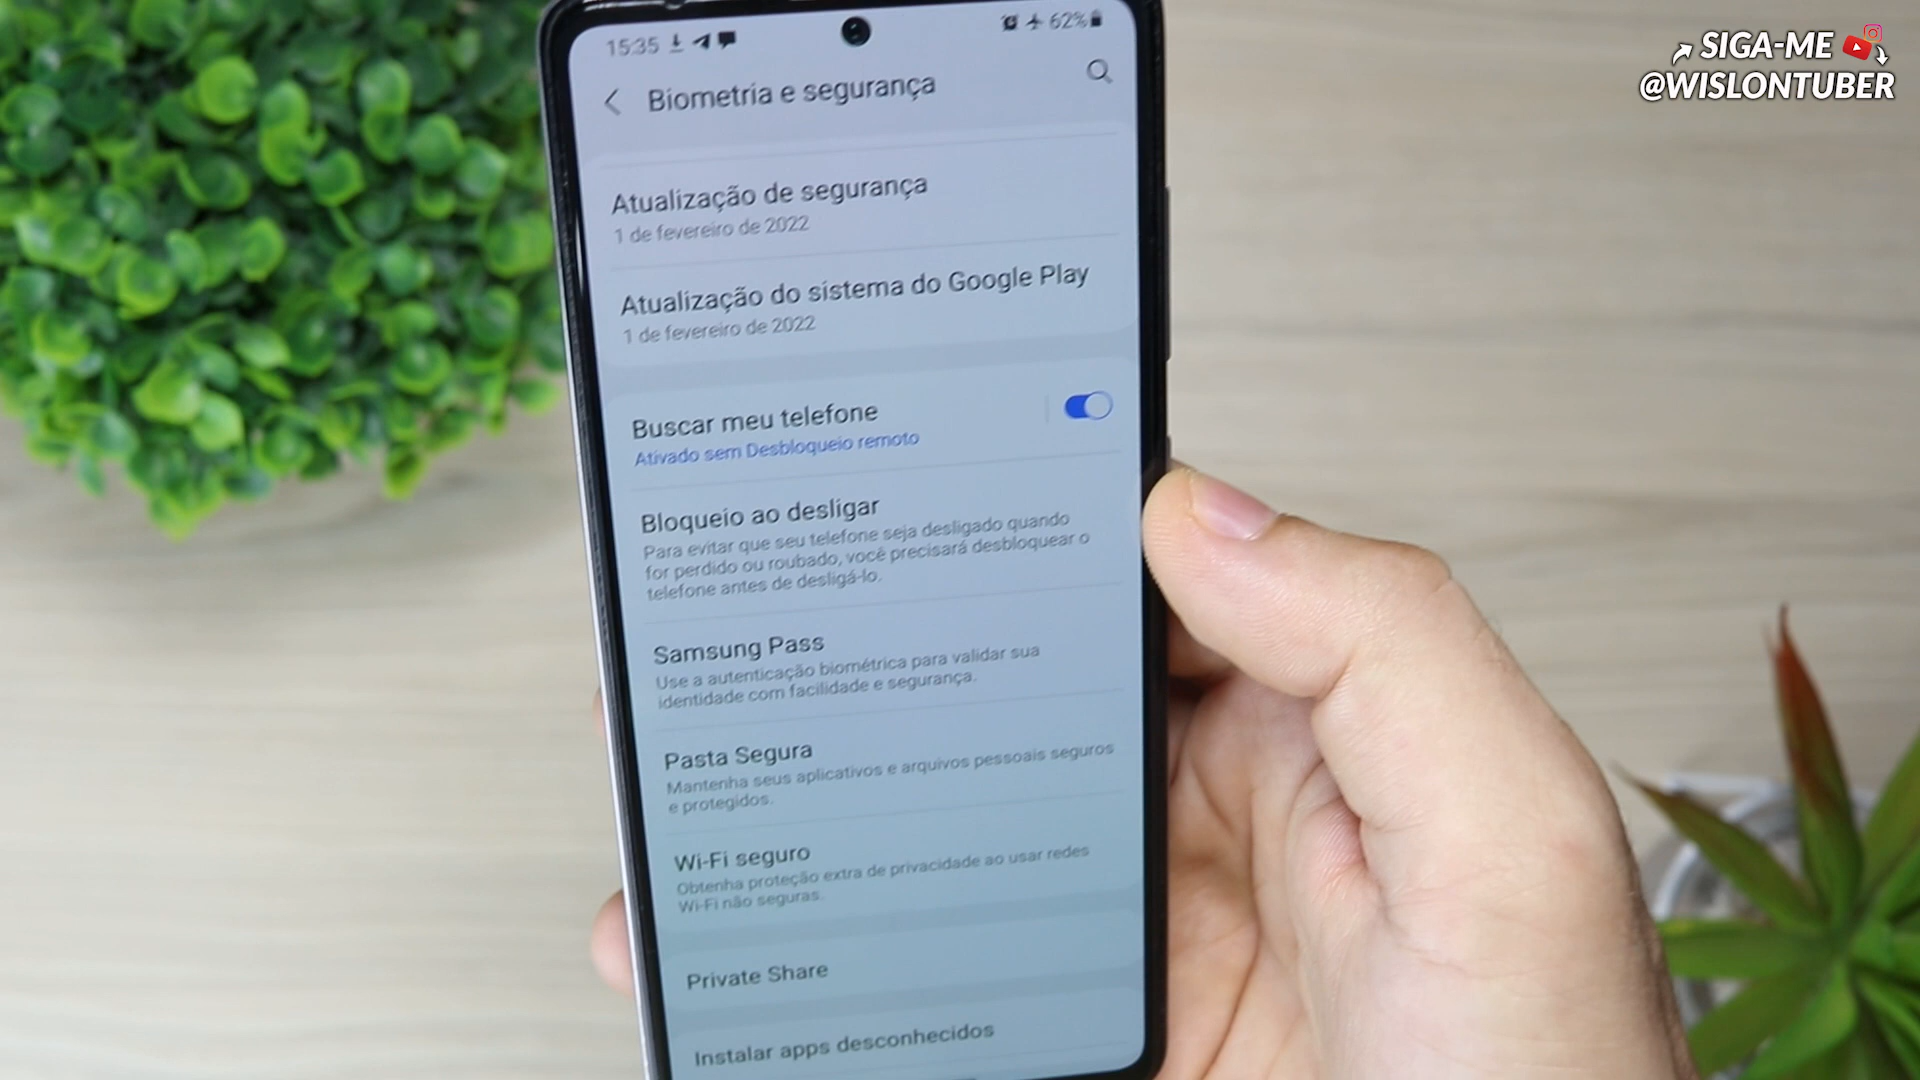 SIGA-ME
@WISLONTUBER
15:35
62%
Biometria e segurança
Atualização de segurança
1 de fevereiro de 2022
Atualização do sistema do Google Play
1 de fevereiro de 2022
Buscar meu telefone
Ativado sem Desbloqueio remoto
Bloqueio ao desligar
Para evitar que seu telefone seja desligado quando
for perdido ou roubado, você precisará desbloquear o
telefone antes de desligá-lo.
Samsung Pass
Use a autenticação biométrica para validar sua
identidade com facilidade e segurança.
Pasta Segura
Mantenha seus aplicativos e arquivos pessoais seguros
e protegidos.
Wi-Fi seguro
Obtenha proteção extra de privacidade ao usar redes
Wi-Fi não seguras.
Private Share
Instalar apps desconhecidos